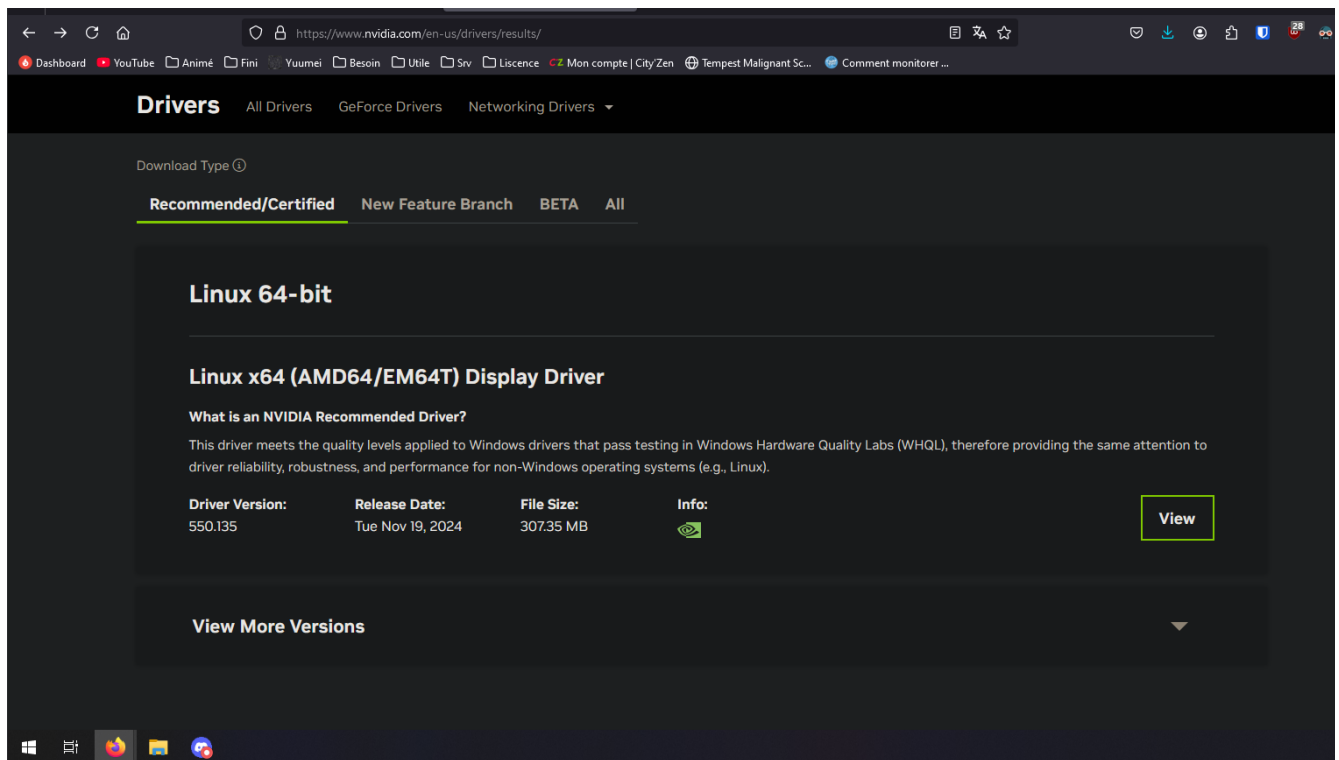 https://www.nvidia.com/en-us/drivers/results/
28
Dashboard YouTube Animé Fini Yuumei Besoin Utile Srv Liscence CZ Mon compte | City'Zen Tempest Malignant Sc... Comment monitorer ...
Drivers All Drivers GeForce Drivers Networking Drivers
Download Type
Recommended/Certified New Feature Branch BETA All
Linux 64-bit
Linux x64 (AMD64/EM64T) Display Driver
What is an NVIDIA Recommended Driver?
This driver meets the quality levels applied to Windows drivers that pass testing in Windows Hardware Quality Labs (WHQL), therefore providing the same attention to
driver reliability, robustness, and performance for non-Windows operating systems (e.g., Linux).
Driver Version: Release Date: File Size: Info:
550.135 Tue Nov 19, 2024 307.35 MB
View
View More Versions